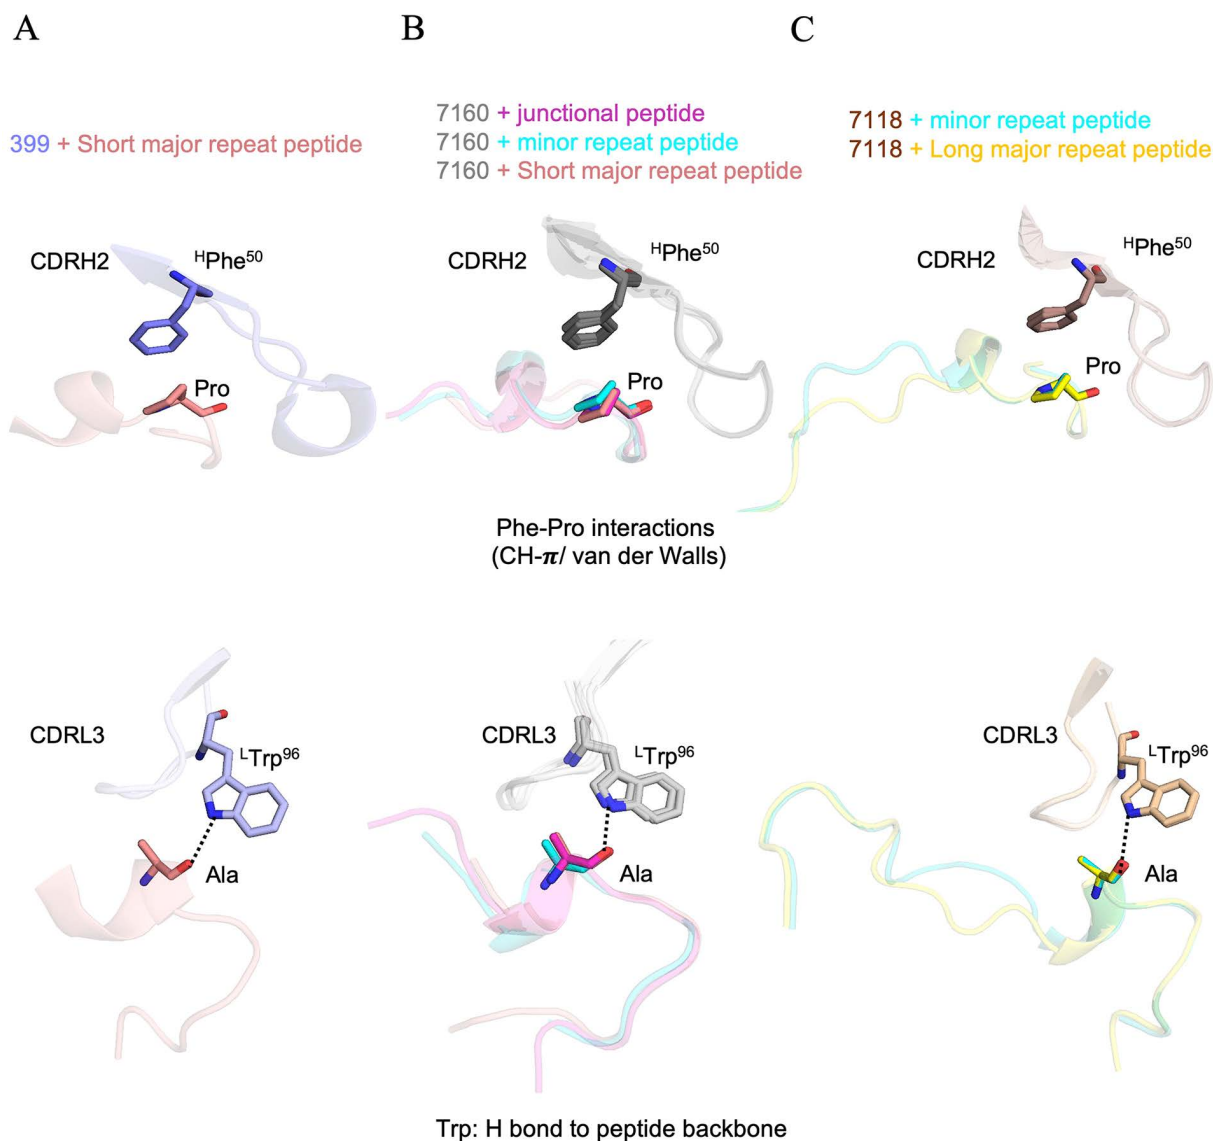 A
B
C
399 + Short major repeat peptide
7160 + junctional peptide
7160 + minor repeat peptide
7160 + Short major repeat peptide
7118 + minor repeat peptide
7118 + Long major repeat peptide
CDRH2
HPhe50
Pro
CDRH2
HPhe50
Pro
CDRH2
HPhe50
Pro
Phe-Pro interactions
(CH-π/ van der Walls)
CDRL3
LTrp96
Ala
CDRL3
LTrp96
Ala
CDRL3
LTrp96
Ala
Trp: H bond to peptide backbone